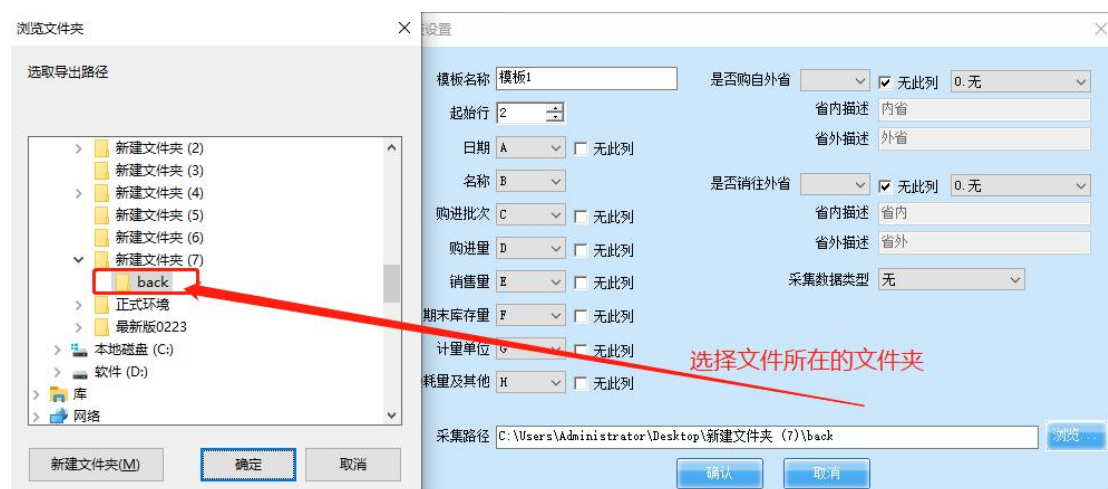 浏览文件夹
选取导出路径
新建文件夹 (2)
新建文件夹 (3)
新建文件夹 (4)
新建文件夹 (5)
新建文件夹 (6)
新建文件夹 (7)
back
正式环境
最新版0223
本地磁盘 (C:)
软件 (D:)
库
网络
新建文件夹(M) 确定 取消
设置
模板名称 模板1 是否购自外省 无此列 0.无
起始行 2 省内描述 内省
省外描述 外省
日期 A 无此列
名称 B 是否销往外省 无此列 0.无
购进批次 C 无此列 省内描述 省内
购进量 D 无此列 省外描述 省外
销售量 E 无此列 采集数据类型 无
期末库存量 F 无此列
计量单位 G 无此列
耗量及其他 H 无此列
选择文件所在的文件夹
采集路径 C:\Users\Administrator\Desktop\新建文件夹 (7)\back 浏览...
确认 取消